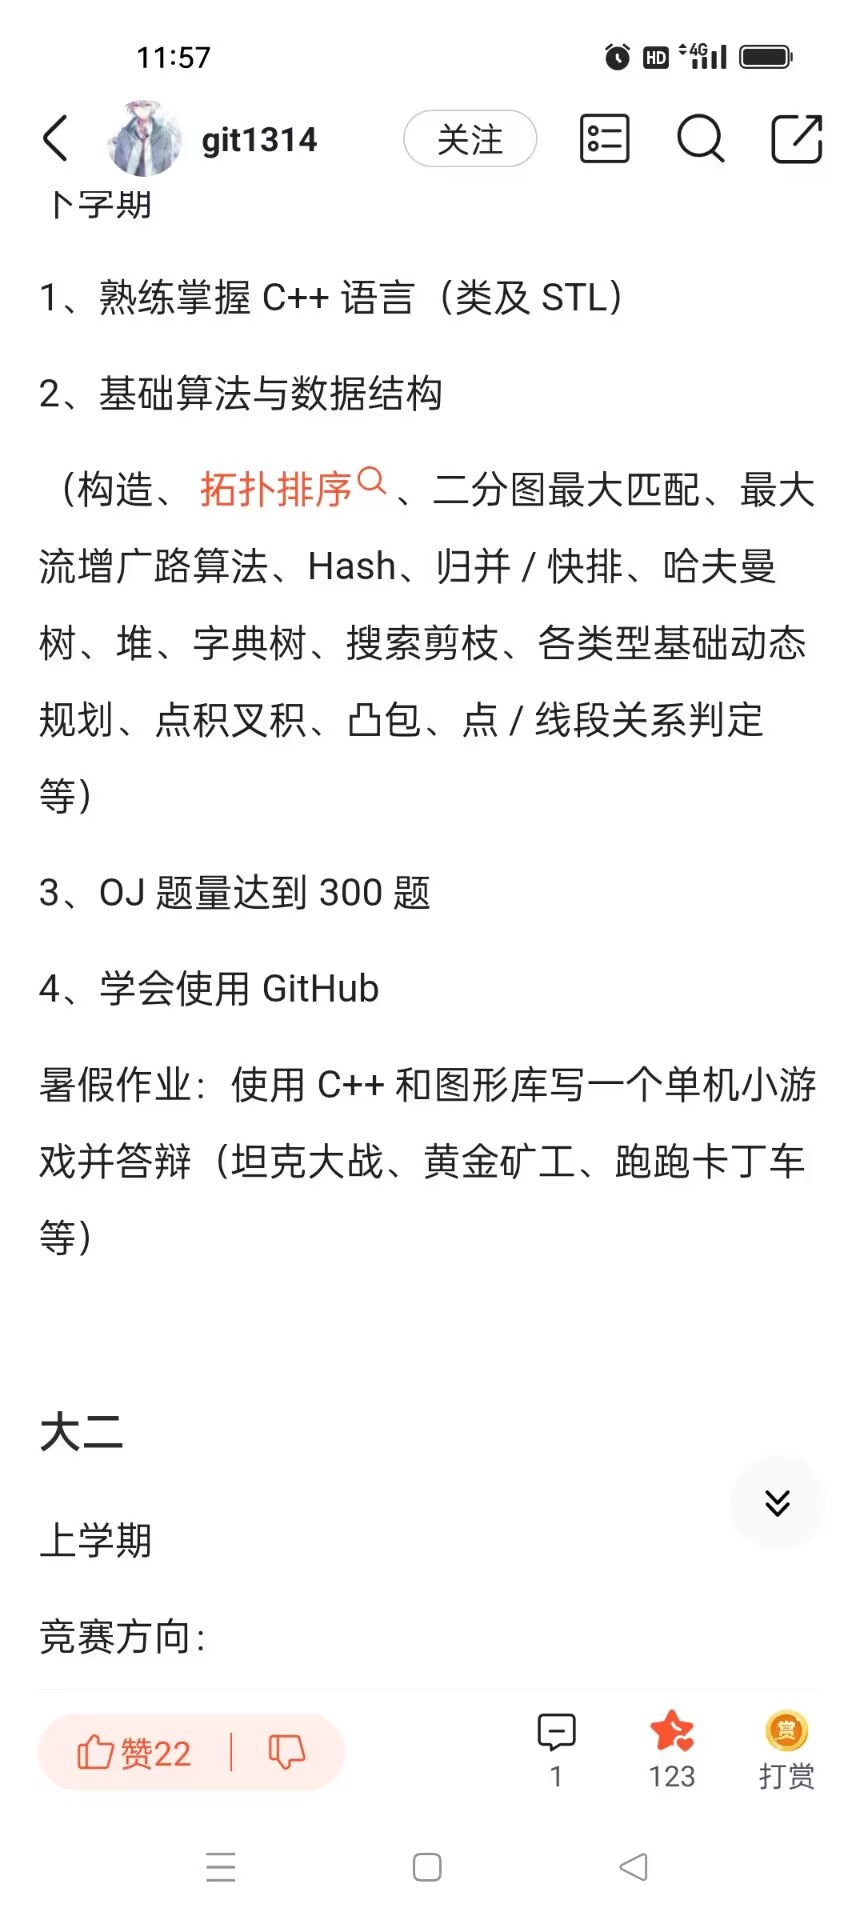 11:57
HD 4G
git1314
关注
下学期
1、熟练掌握 C++ 语言（类及 STL）
2、基础算法与数据结构
（构造、 拓扑排序 、二分图最大匹配、最大
流增广路算法、Hash、归并 / 快排、哈夫曼
树、堆、字典树、搜索剪枝、各类型基础动态
规划、点积叉积、凸包、点 / 线段关系判定
等）
3、OJ 题量达到 300 题
4、学会使用 GitHub
暑假作业：使用 C++ 和图形库写一个单机小游
戏并答辩（坦克大战、黄金矿工、跑跑卡丁车
等）
大二
上学期
竞赛方向：
赞22
1
123
赏
打赏